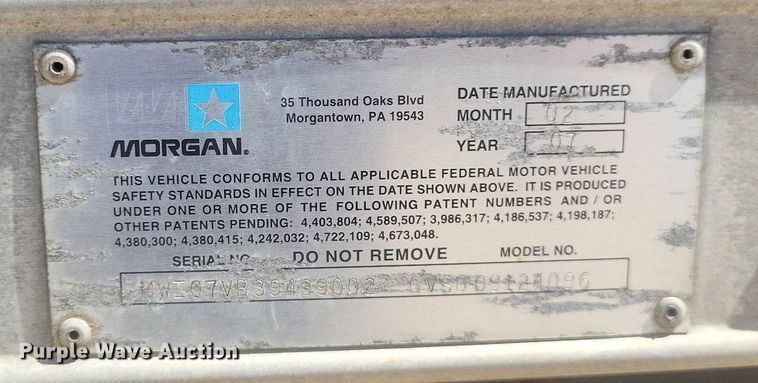 MORGAN®
35 Thousand Oaks Blvd
Morgantown, PA 19543
DATE MANUFACTURED
MONTH 02
YEAR 07
THIS VEHICLE CONFORMS TO ALL APPLICABLE FEDERAL MOTOR VEHICLE
SAFETY STANDARDS IN EFFECT ON THE DATE SHOWN ABOVE. IT IS PRODUCED
UNDER ONE OR MORE OF THE FOLLOWING PATENT NUMBERS AND / OR
OTHER PATENTS PENDING: 4,403,804; 4,589,507; 3,986,317; 4,186,537; 4,198,187;
4,380,300; 4,380,415; 4,242,032; 4,722,109; 4,673,048.
SERIAL NO. DO NOT REMOVE MODEL NO.
Purple Wave Auction